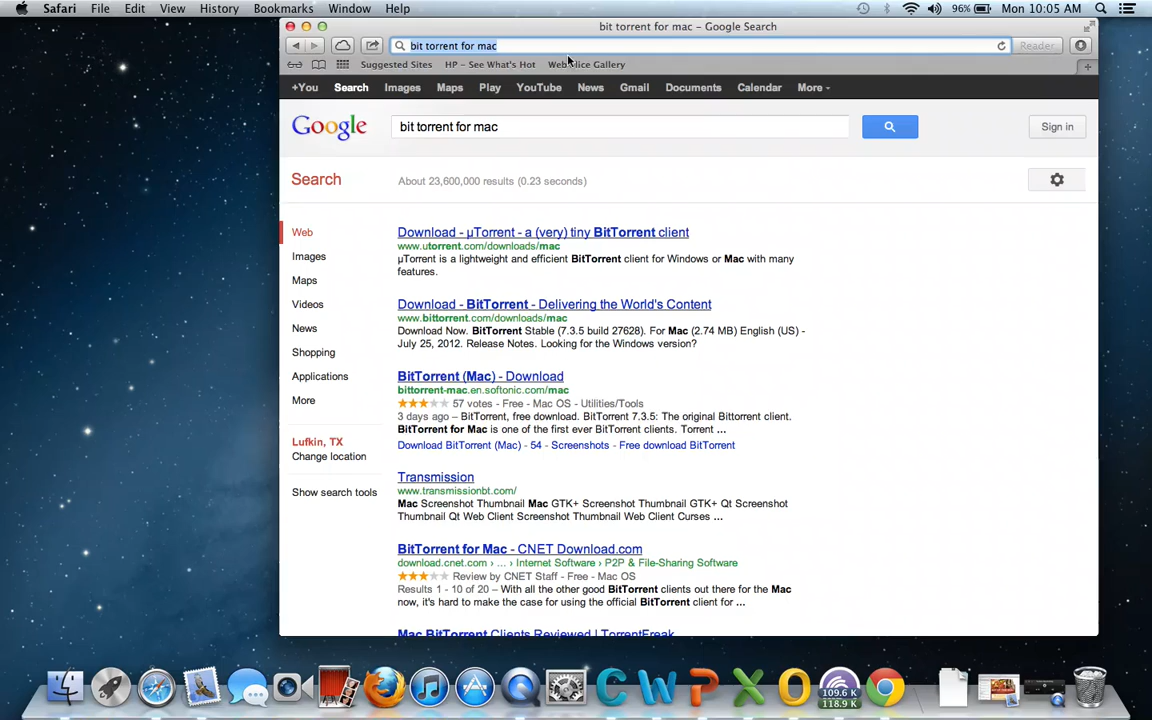 Safari File Edit View History Bookmarks Window Help 96% Mon 10:05 AM
bit torrent for mac – Google Search
bit torrent for mac Reader
Suggested Sites HP – See What's Hot Web Slice Gallery
+You Search Images Maps Play YouTube News Gmail Documents Calendar More
Google bit torrent for mac Sign in
Search About 23,600,000 results (0.23 seconds)
Web
Images
Maps
Videos
News
Shopping
Applications
More
Lufkin, TX
Change location
Show search tools
Download - µTorrent - a (very) tiny BitTorrent client
www.utorrent.com/downloads/mac
µTorrent is a lightweight and efficient BitTorrent client for Windows or Mac with many
features.
Download - BitTorrent - Delivering the World's Content
www.bittorrent.com/downloads/mac
Download Now. BitTorrent Stable (7.3.5 build 27628). For Mac (2.74 MB) English (US) -
July 25, 2012. Release Notes. Looking for the Windows version?
BitTorrent (Mac) - Download
bittorrent-mac.en.softonic.com/mac
57 votes - Free - Mac OS - Utilities/Tools
3 days ago – BitTorrent, free download. BitTorrent 7.3.5: The original Bittorrent client.
BitTorrent for Mac is one of the first ever BitTorrent clients. Torrent ...
Download BitTorrent (Mac) - 54 - Screenshots - Free download BitTorrent
Transmission
www.transmissionbt.com/
Mac Screenshot Thumbnail Mac GTK+ Screenshot Thumbnail GTK+ Qt Screenshot
Thumbnail Qt Web Client Screenshot Thumbnail Web Client Curses ...
BitTorrent for Mac - CNET Download.com
download.cnet.com › ... › Internet Software › P2P & File-Sharing Software
Review by CNET Staff - Free - Mac OS
Results 1 - 10 of 20 – With all the other good BitTorrent clients out there for the Mac
now, it's hard to make the case for using the official BitTorrent client for ...
Mac BitTorrent Clients Reviewed | TorrentFreak
109.6 K
118.9 K